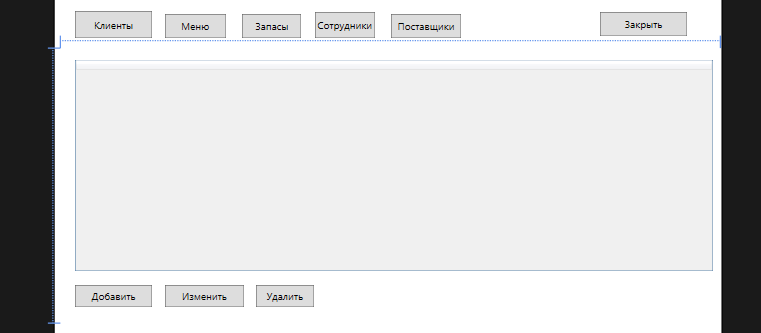 Клиенты Меню Запасы Сотрудники Поставщики Закрыть
Добавить Изменить Удалить